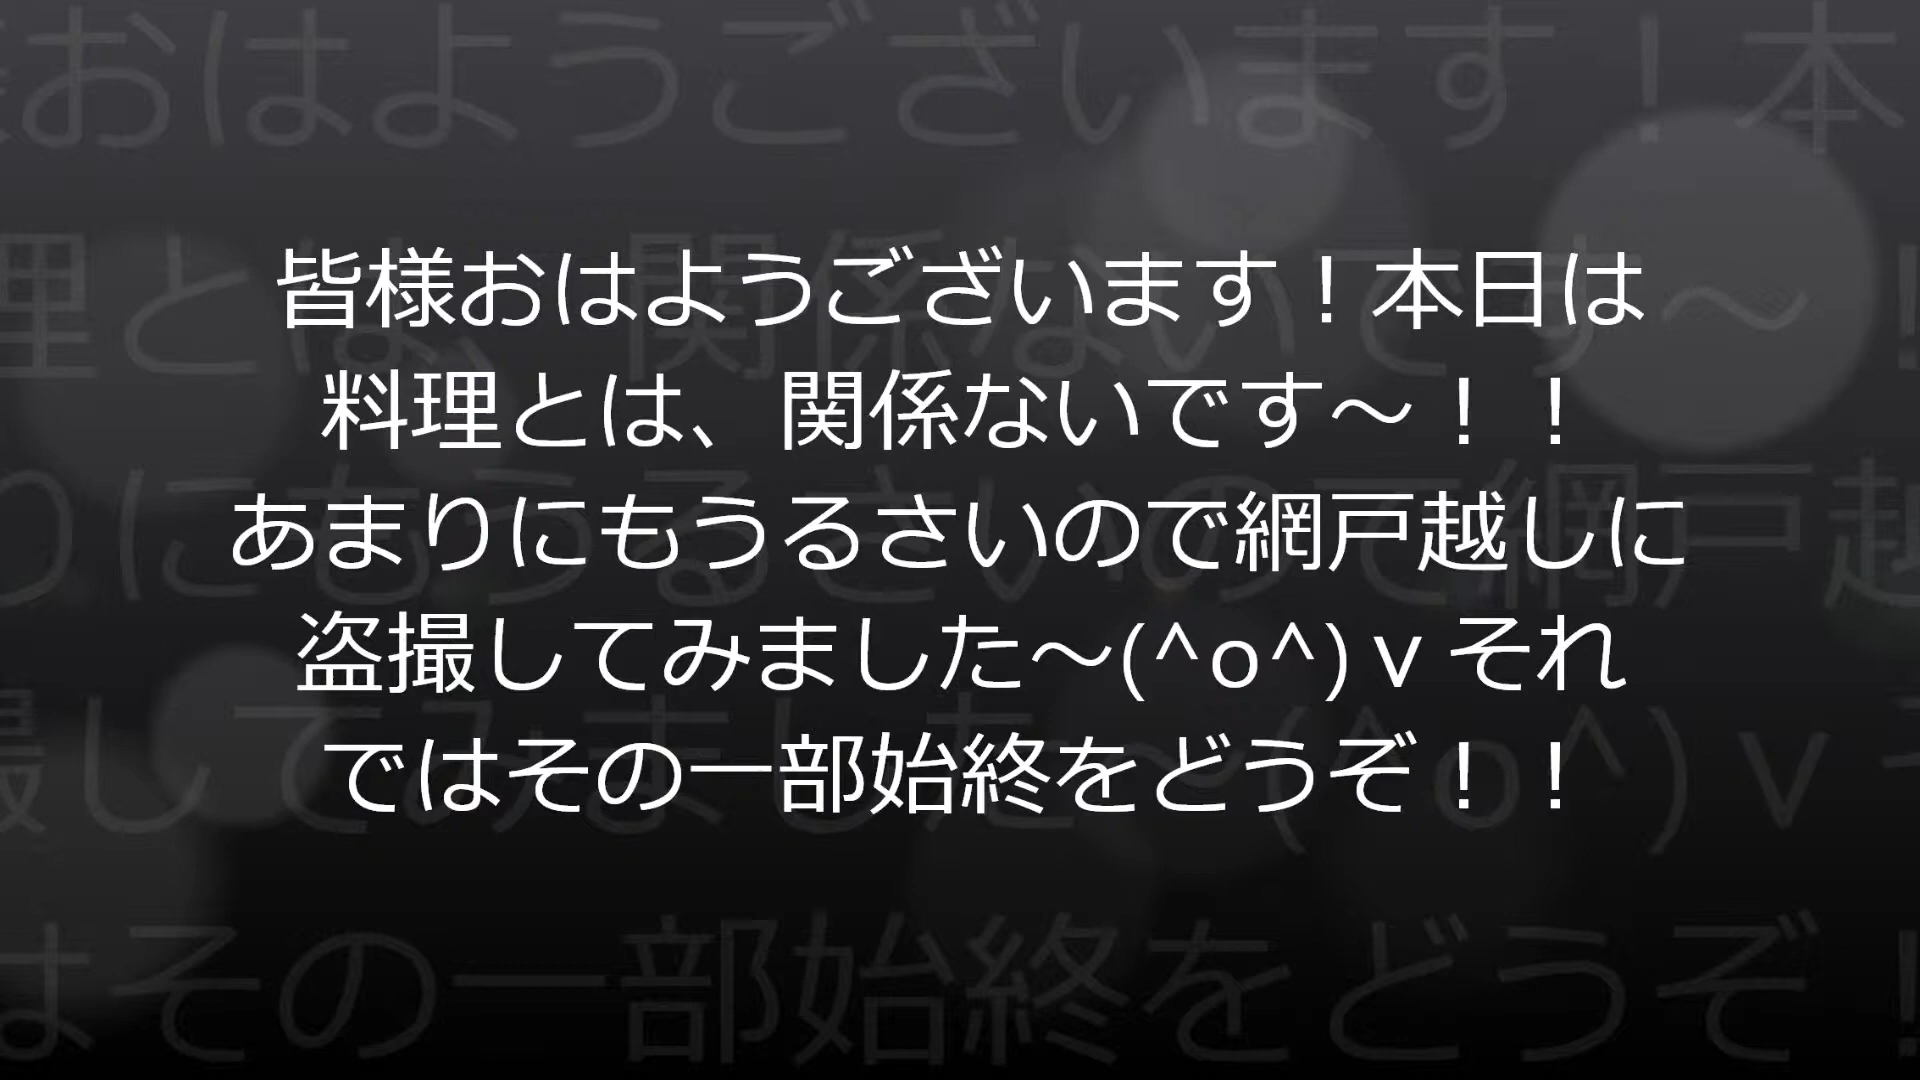 皆様おはようございます！本日は
料理とは、関係ないです～！！
あまりにもうるさいので網戸越しに
盗撮してみました～(^o^)ｖそれ
ではその一部始終をどうぞ！！